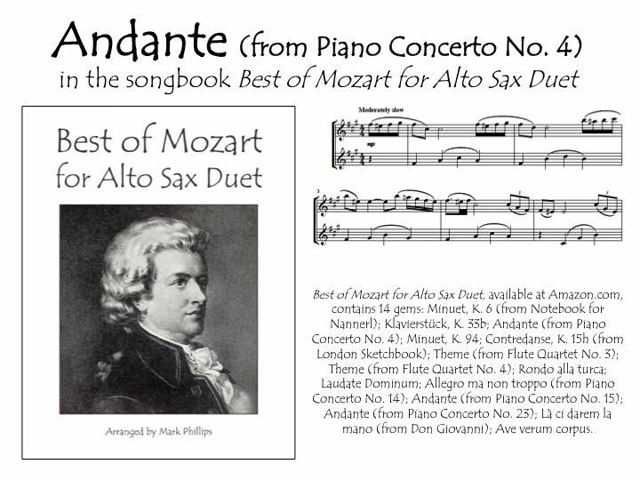 Andante (from Piano Concerto No. 4)
in the songbook Best of Mozart for Alto Sax Duet
Best of Mozart
for Alto Sax Duet
Arranged by Mark Phillips
Moderately slow
mp
3
3
3
Best of Mozart for Alto Sax Duet, available at Amazon.com,
contains 14 gems: Minuet, K. 6 (from Notebook for
Nannerl); Klavierstück, K. 33b; Andante (from Piano
Concerto No. 4); Minuet, K. 94; Contredanse, K. 15h (from
London Sketchbook); Theme (from Flute Quartet No. 3);
Theme (from Flute Quartet No. 4); Rondo alla turca;
Laudate Dominum; Allegro ma non troppo (from Piano
Concerto No. 14); Andante (from Piano Concerto No. 15);
Andante (from Piano Concerto No. 23); Là ci darem la
mano (from Don Giovanni); Ave verum corpus.